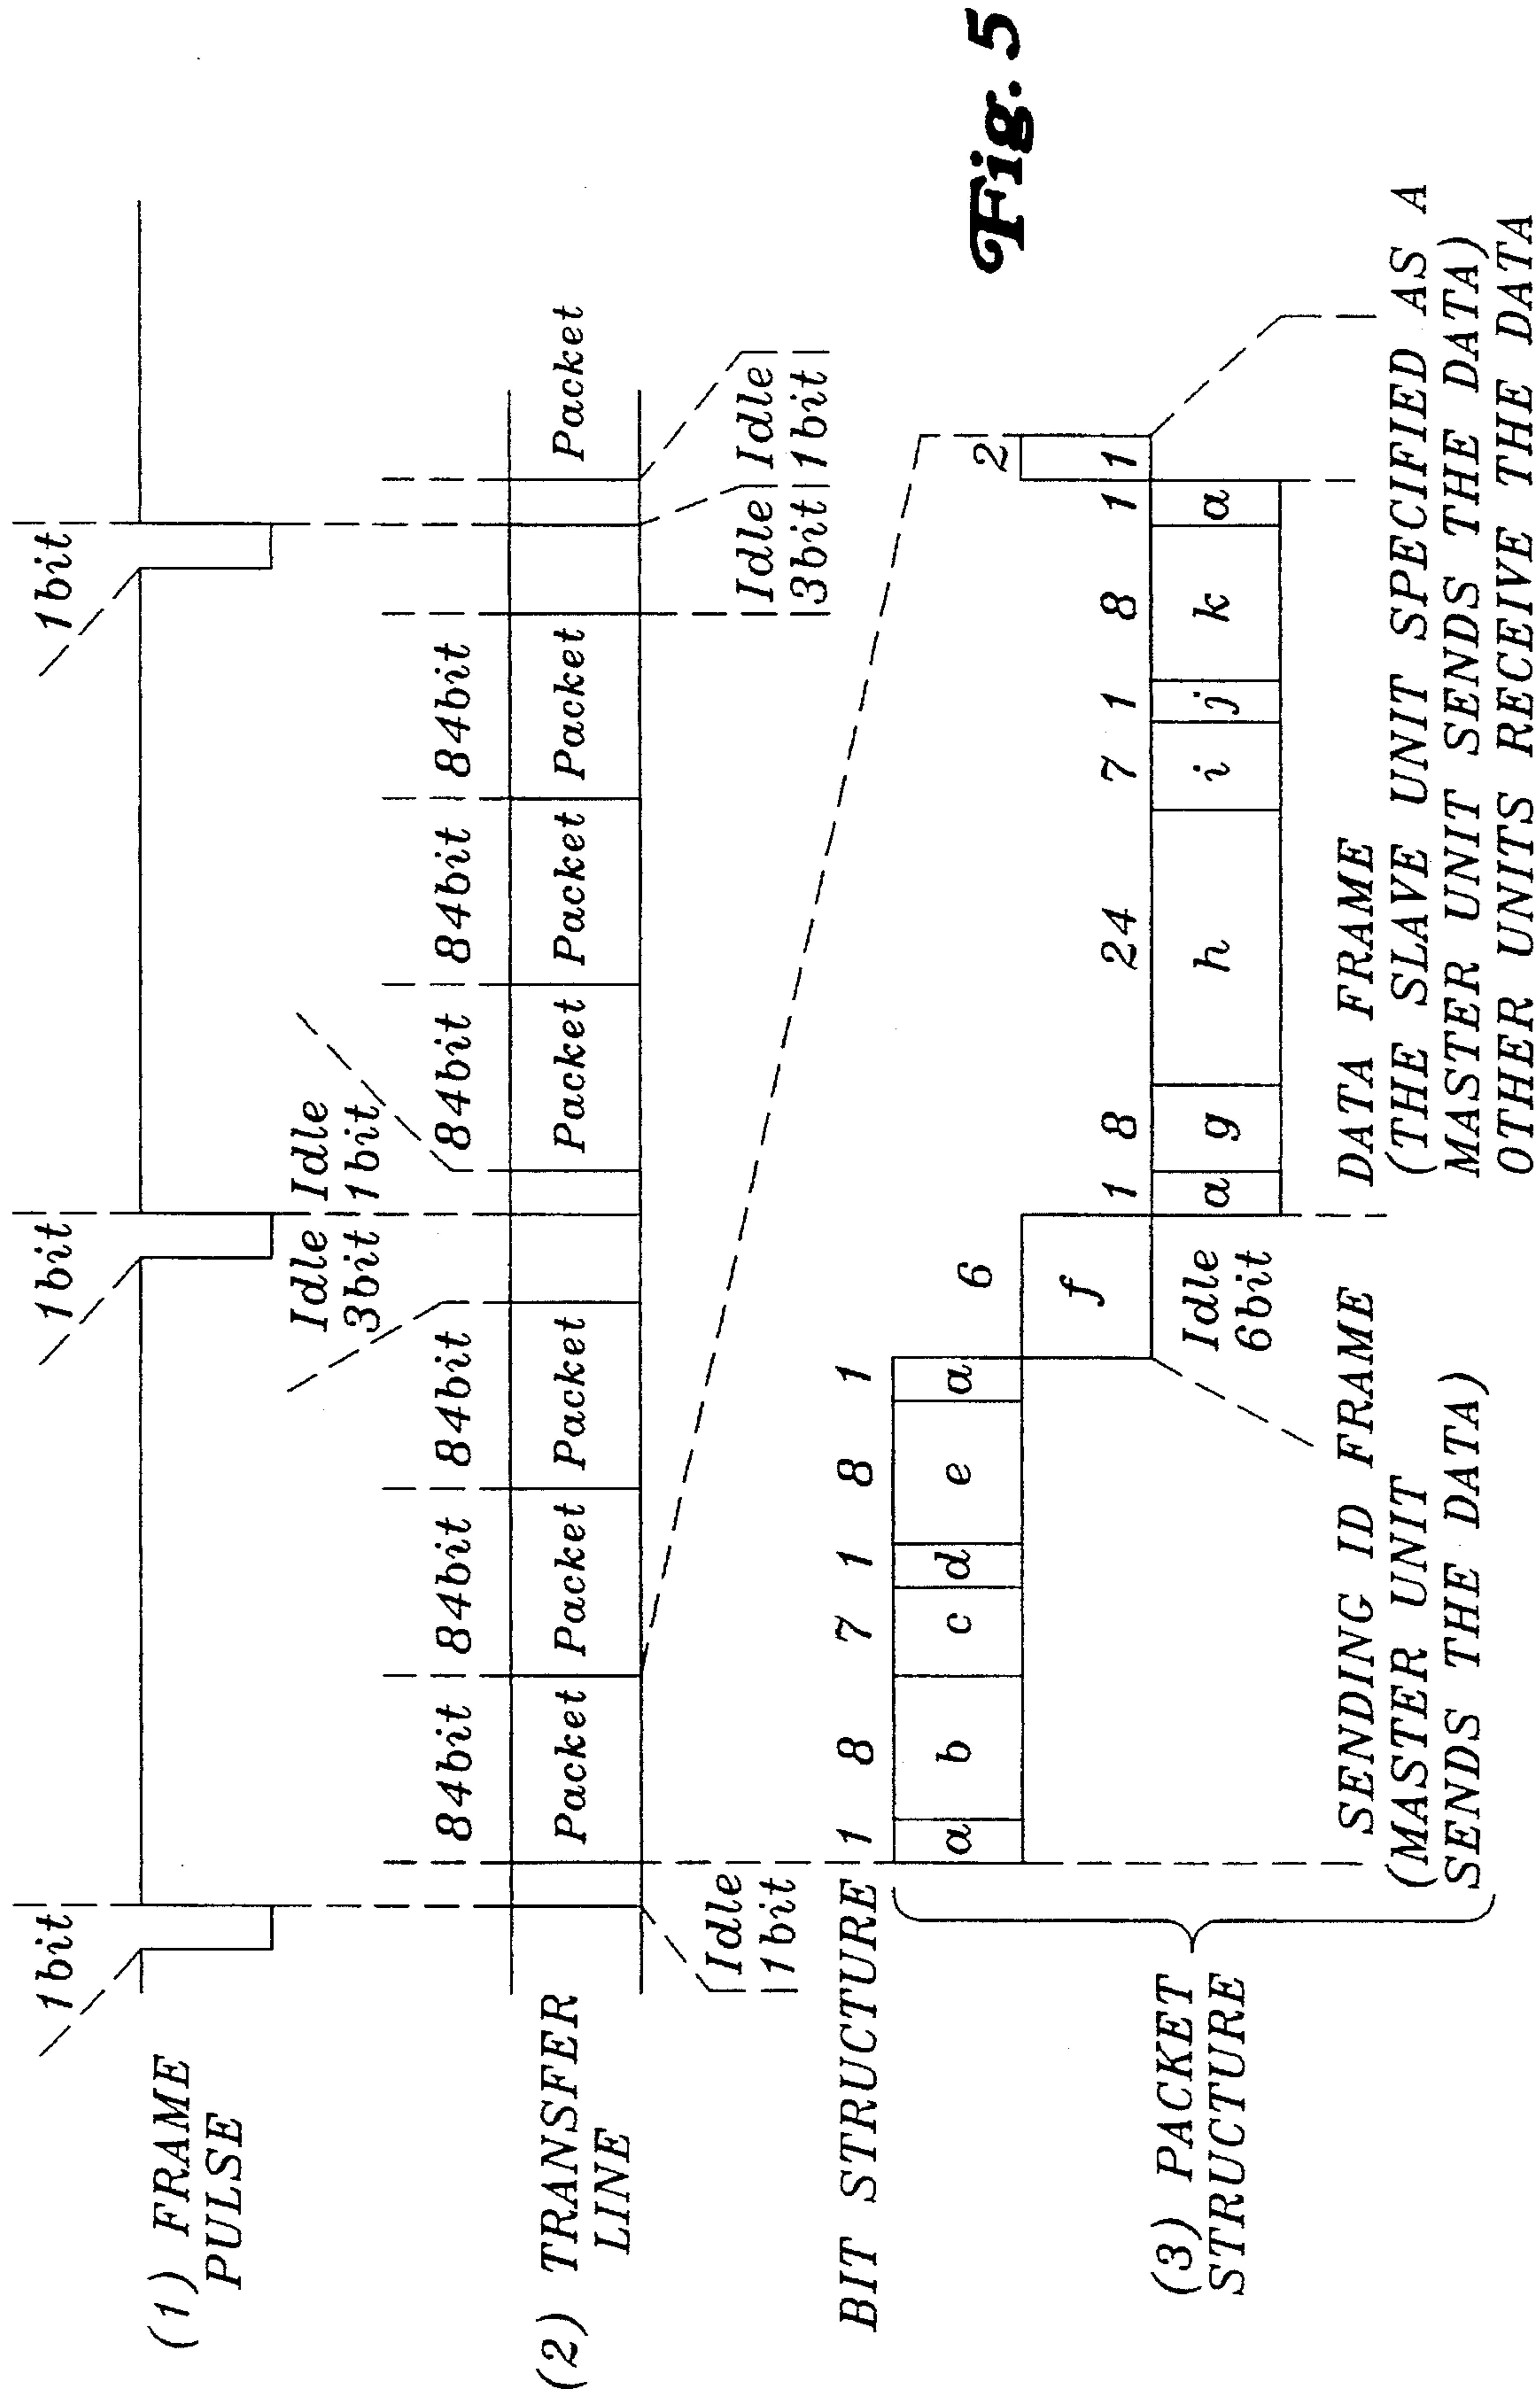 (1) FRAME
PULSE
1bit
1bit
1bit
(2) TRANSFER
LINE
84bit
84bit
84bit
Idle Idle
3bit 1bit
84bit
84bit
84bit
Packet
Packet
Packet
Packet
Packet
Packet
Packet
Idle
1bit
Idle Idle
3bit 1bit
BIT STRUCTURE
1 8 7 1 8 1
a b c d e a
6
f
Idle
6bit
1 8 24 7 1 8 1
a g h i j k a
2
1
(3) PACKET
STRUCTURE
SENDING ID FRAME
(MASTER UNIT
SENDS THE DATA)
DATA FRAME
(THE SLAVE UNIT SPECIFIED AS A
MASTER UNIT SENDS THE DATA)
OTHER UNITS RECEIVE THE DATA
Fig. 5